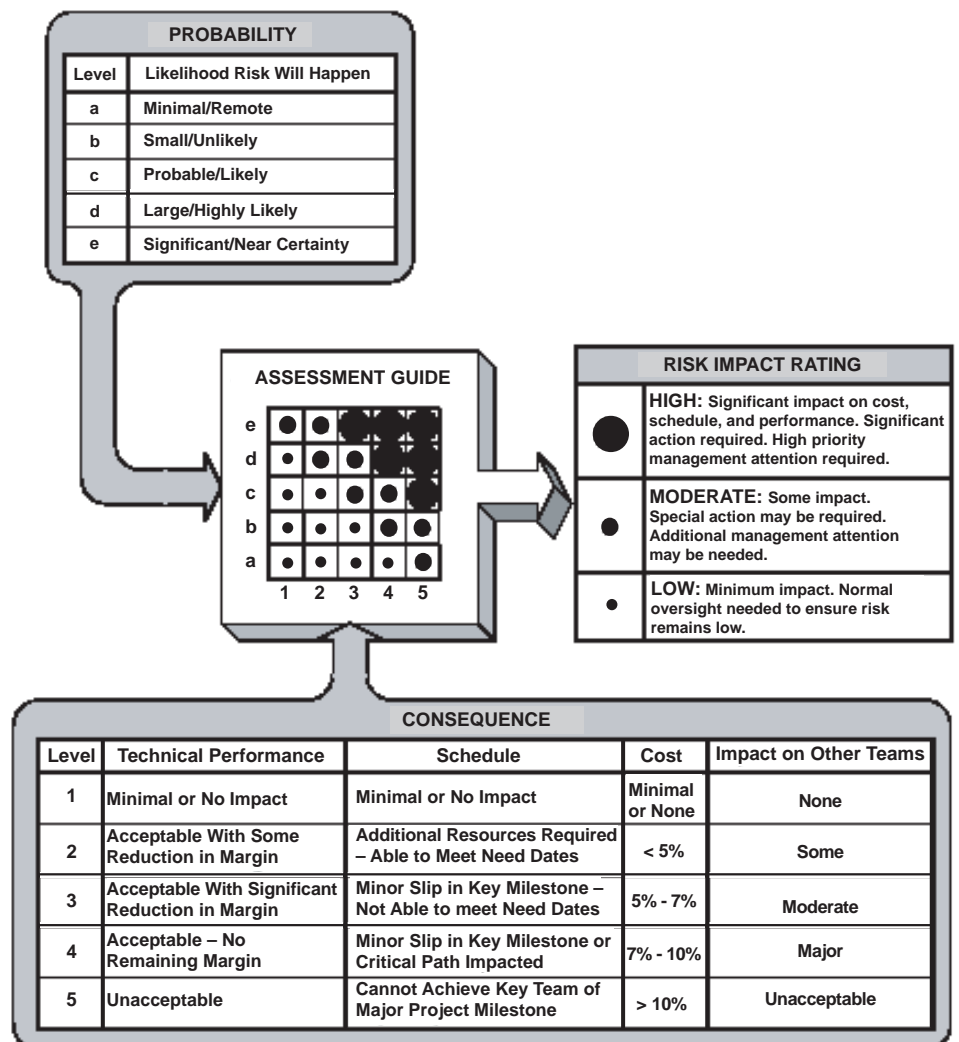 PROBABILITY
Level Likelihood Risk Will Happen
a Minimal/Remote
b Small/Unlikely
c Probable/Likely
d Large/Highly Likely
e Significant/Near Certainty
ASSESSMENT GUIDE
e
d
c
b
a
1 2 3 4 5
RISK IMPACT RATING
HIGH: Significant impact on cost,
schedule, and performance. Significant
action required. High priority
management attention required.
MODERATE: Some impact.
Special action may be required.
Additional management attention
may be needed.
LOW: Minimum impact. Normal
oversight needed to ensure risk
remains low.
CONSEQUENCE
Level Technical Performance Schedule Cost Impact on Other Teams
1 Minimal or No Impact Minimal or No Impact Minimal
or None None
2 Acceptable With Some
Reduction in Margin Additional Resources Required
– Able to Meet Need Dates < 5% Some
3 Acceptable With Significant
Reduction in Margin Minor Slip in Key Milestone –
Not Able to meet Need Dates 5% - 7% Moderate
4 Acceptable – No
Remaining Margin Minor Slip in Key Milestone or
Critical Path Impacted 7% - 10% Major
5 Unacceptable Cannot Achieve Key Team of
Major Project Milestone > 10% Unacceptable